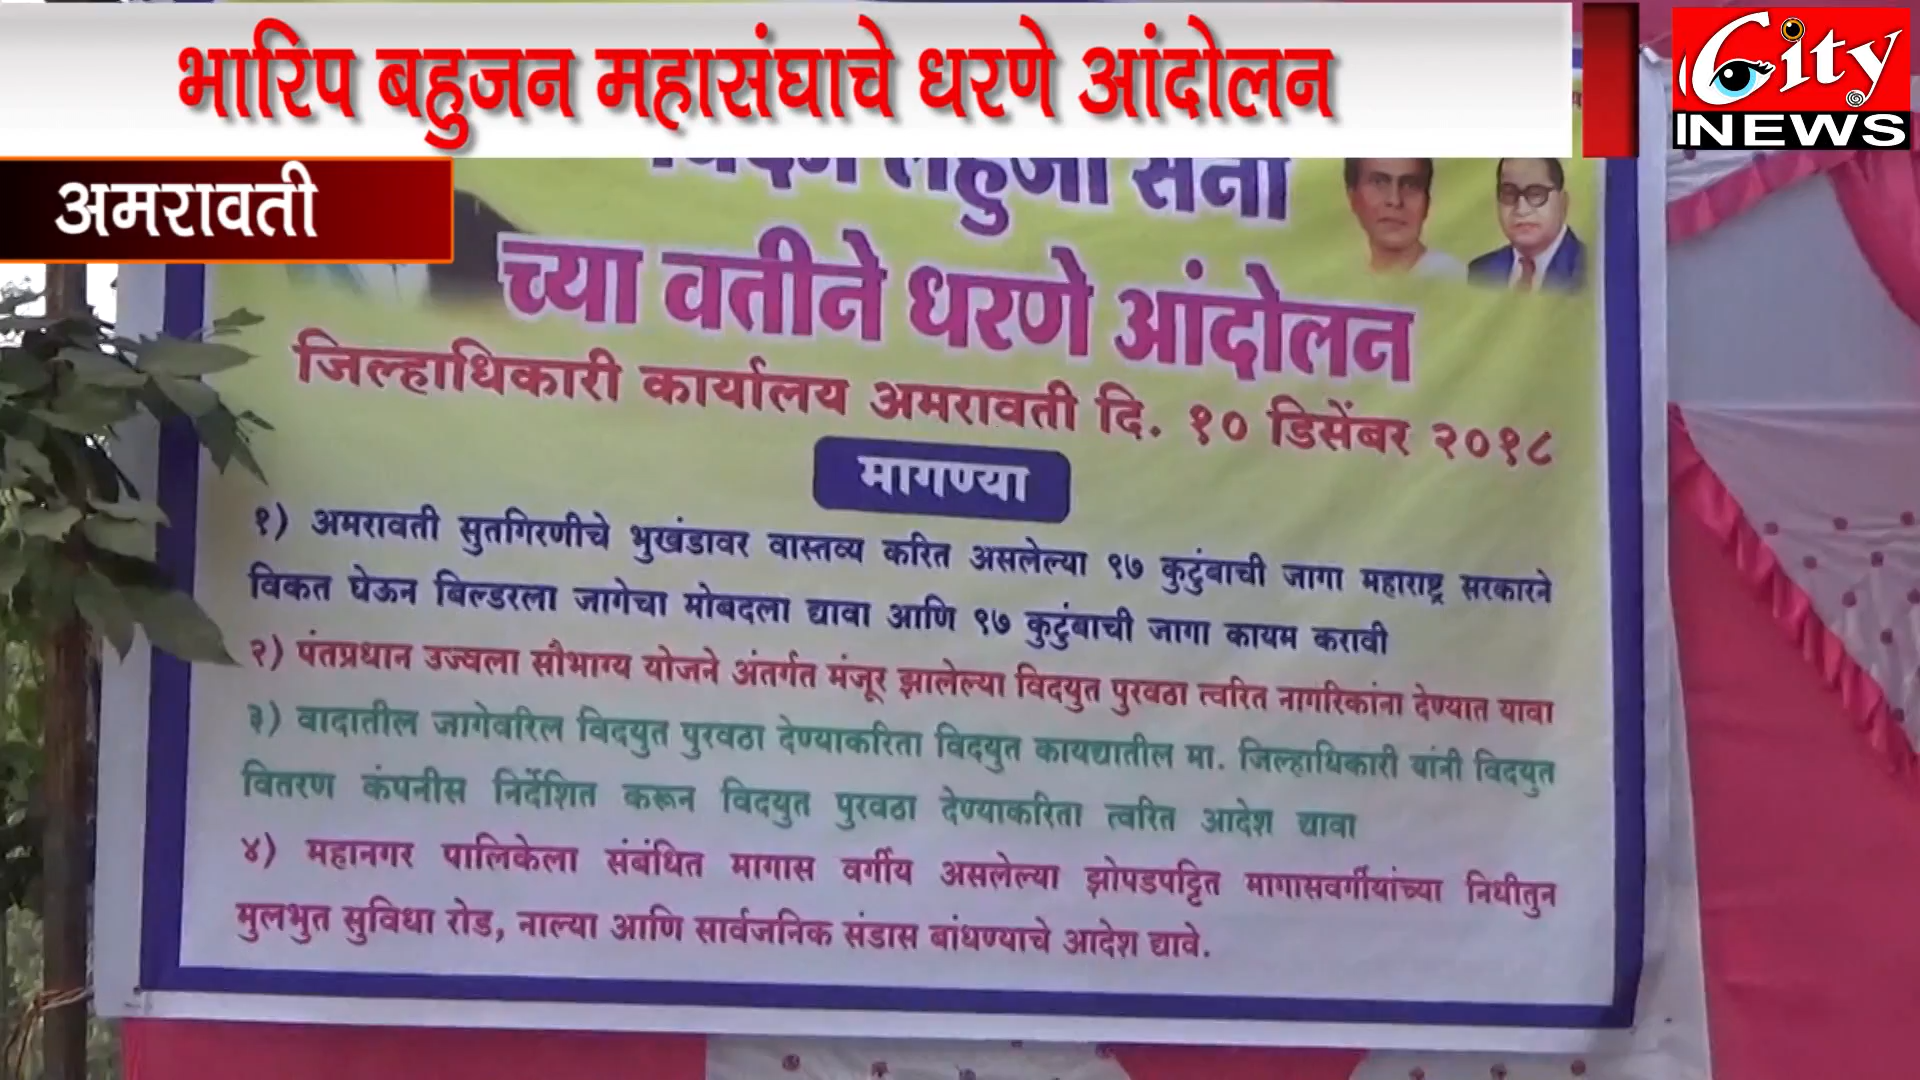 भारिप बहुजन महासंघाचे धरणे आंदोलन
City
NEWS
अमरावती
लहुजी सेना
च्या वतीने धरणे आंदोलन
जिल्हाधिकारी कार्यालय अमरावती दि. १० डिसेंबर २०१८
मागण्या
१) अमरावती सुतगिरणीचे भुखंडावर वास्तव्य करित असलेल्या ९७ कुटुंबाची जागा महाराष्ट्र सरकारने
विकत घेऊन बिल्डरला जागेचा मोबदला द्यावा आणि ९७ कुटुंबाची जागा कायम करावी
२) पंतप्रधान उज्वला सौभाग्य योजने अंतर्गत मंजूर झालेल्या विदयुत पुरवठा त्वरित नागरिकांना देण्यात यावा
३) वादातील जागेवरिल विदयुत पुरवठा देण्याकरिता विदयुत कायद्यातील मा. जिल्हाधिकारी यांनी विदयुत
वितरण कंपनीस निर्देशित करून विदयुत पुरवठा देण्याकरिता त्वरित आदेश द्यावा
४) महानगर पालिकेला संबंधित मागास वर्गीय असलेल्या झोपडपट्टित मागासवर्गीयांच्या निधीतुन
मुलभुत सुविधा रोड, नाल्या आणि सार्वजनिक संडास बांधण्याचे आदेश द्यावे.